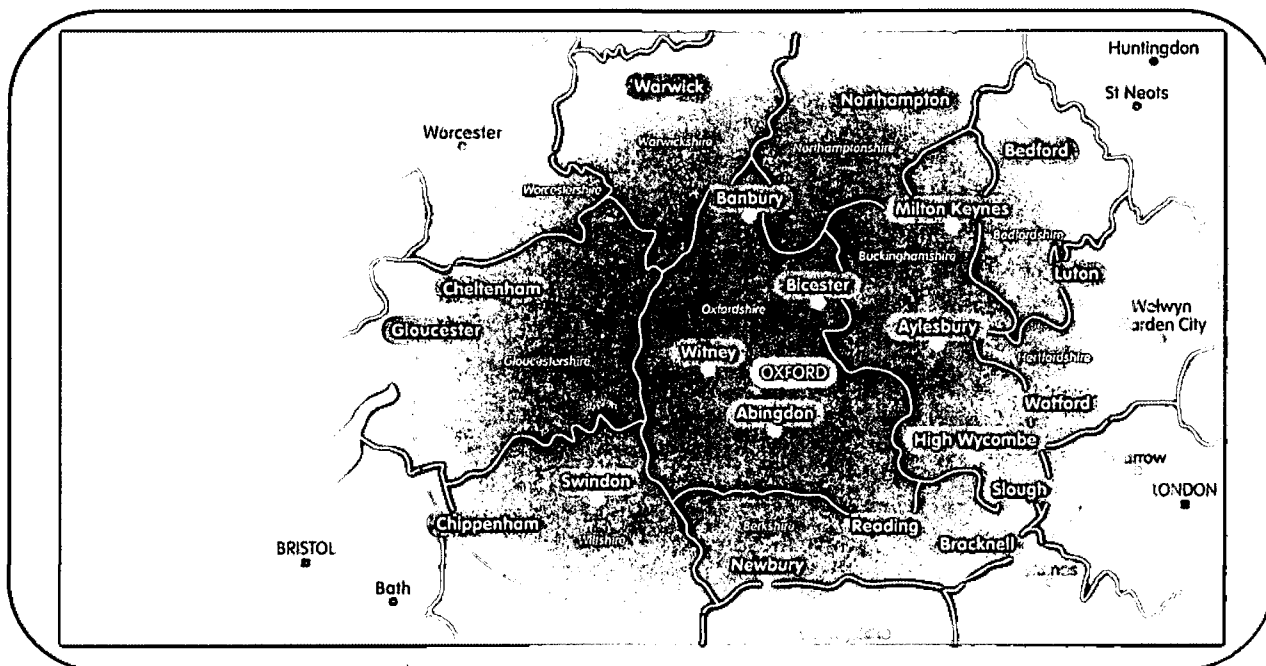 Huntingdon
Warwick
Northampton
St Neots
Worcester
Warwickshire
Northamptonshire
Bedford
Worcestershire
Banbury
Milton Keynes
Bedfordshire
Buckinghamshire
Luton
Cheltenham
Bicester
Oxfordshire
Welwyn
Gloucester
Aylesbury
arden City
Gloucestershire
Witney
Hertfordshire
OXFORD
Watford
Abingdon
High Wycombe
arrow
Swindon
Slough
LONDON
Chippenham
Berkshire
Reading
Wiltshire
Bracknell
BRISTOL
Newbury
Bath